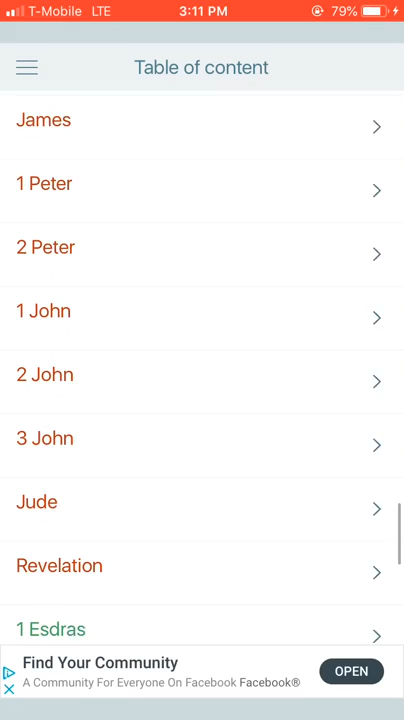 T-Mobile LTE 3:11 PM 79%
Table of content
James
1 Peter
2 Peter
1 John
2 John
3 John
Jude
Revelation
1 Esdras
Find Your Community
OPEN
A Community For Everyone On Facebook Facebook®